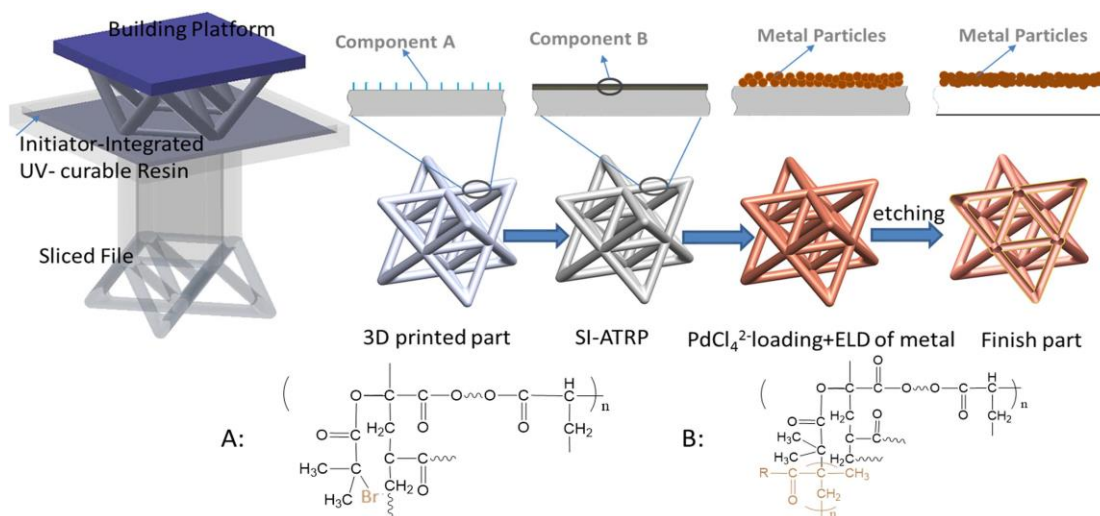 Building Platform
Initiator-Integrated
UV- curable Resin
Sliced File
Component A
Component B
Metal Particles
Metal Particles
etching
3D printed part
SI-ATRP
PdCl₄²⁻loading+ELD of metal
Finish part
A:
O
C
O
C
O
O
C
O
H
C
n
CH₂
O
C
H₂C
C
C
O
CH₂
H₃C
C
H₃C
Br
B:
O
C
C
O
O
O
C
O
H
C
n
CH₂
O
C
H₂C
C
C
O
CH₂
H₃C
C
H₃C
R
C
O
C
CH₃
CH₂
n